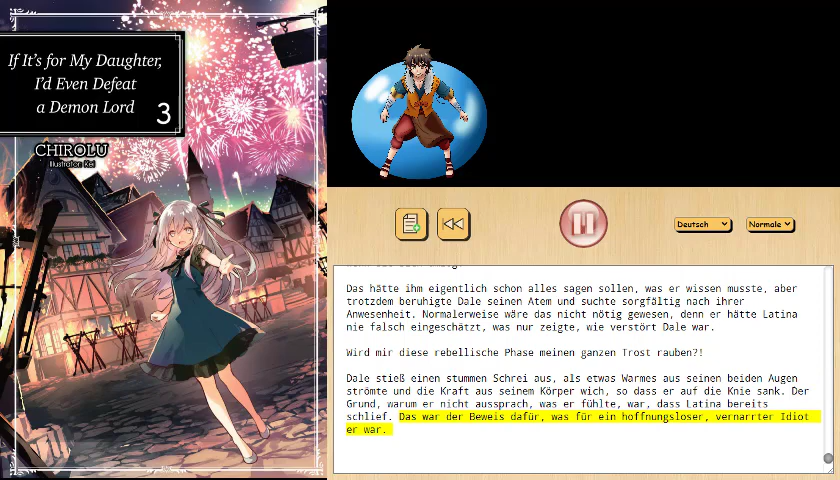 If It's for My Daughter,
I'd Even Defeat
a Demon Lord
3
CHIROLU
Illustrator: Kei
Deutsch
Normale
Das hätte ihm eigentlich schon alles sagen sollen, was er wissen musste, aber
trotzdem beruhigte Dale seinen Atem und suchte sorgfältig nach ihrer
Anwesenheit. Normalerweise wäre das nicht nötig gewesen, denn er hätte Latina
nie falsch eingeschätzt, was nur zeigte, wie verstört Dale war.
Wird mir diese rebellische Phase meinen ganzen Trost rauben?!
Dale stieß einen stummen Schrei aus, als etwas Warmes aus seinen beiden Augen
strömte und die Kraft aus seinem Körper wich, so dass er auf die Knie sank. Der
Grund, warum er nicht aussprach, was er fühlte, war, dass Latina bereits
schlief. Das war der Beweis dafür, was für ein hoffnungsloser, vernarrter Idiot
er war.